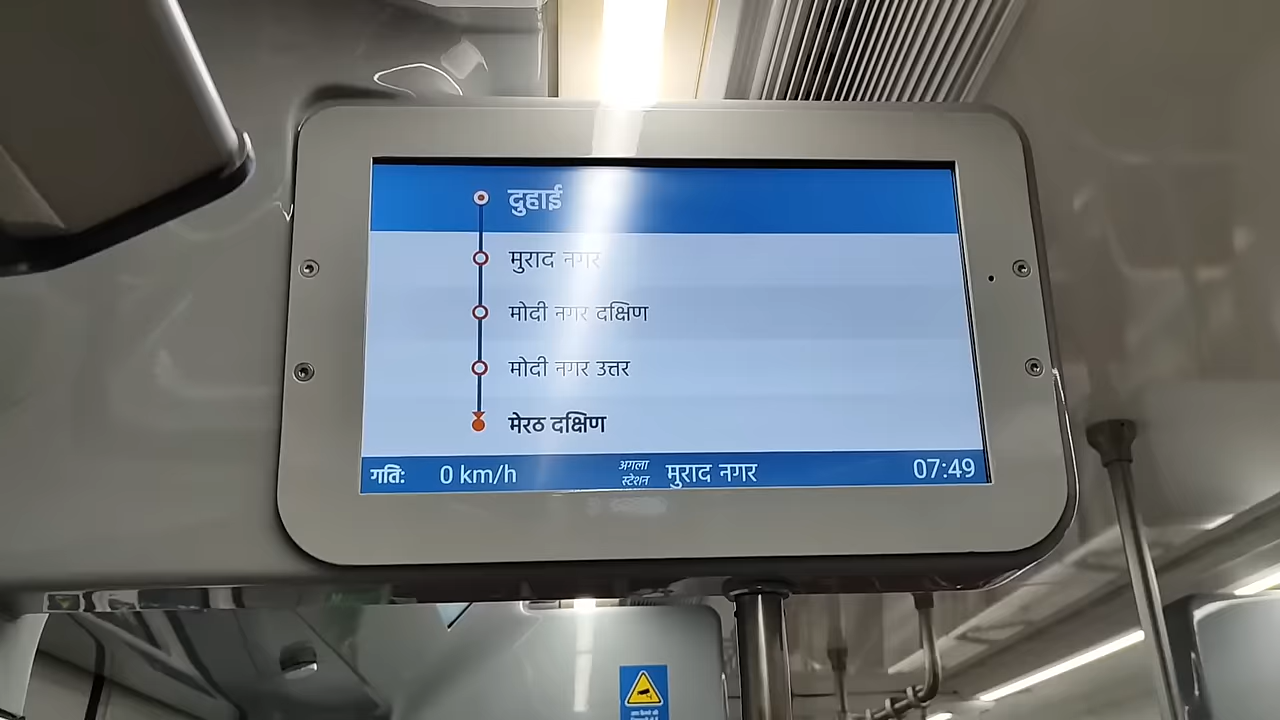 दुहाई
मुराद नगर
मोदी नगर दक्षिण
मोदी नगर उत्तर
मेरठ दक्षिण
गति: 0 km/h अगला स्टेशन मुराद नगर 07:49